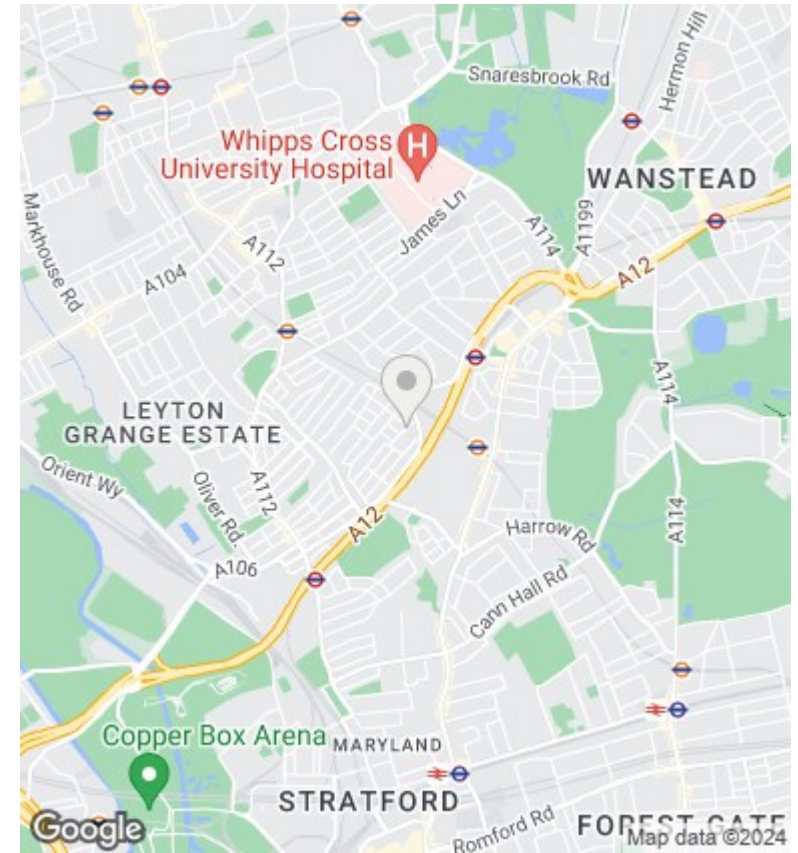 Snaresbrook Rd
Hermon Hill
Whipps Cross
University Hospital
H
WANSTEAD
James Ln
A114
A1199
A12
Markhouse Rd
A112
A104
LEYTON
GRANGE ESTATE
A114
Orient Wy
Oliver Rd.
A112
A12
A106
Harrow Rd
A114
Cann Hall Rd
Copper Box Arena
MARYLAND
STRATFORD
Romford Rd
FOREST GATE
Google
Map data ©2024